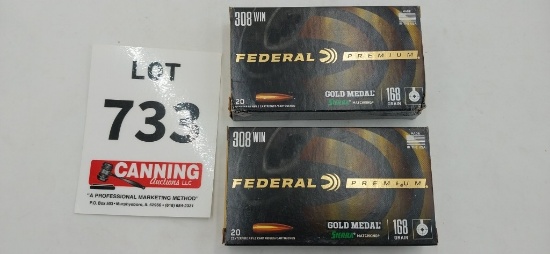 LOT
733
CANNING
Auctions LLC
"A PROFESSIONAL MARKETING METHOD"
308 WIN
FEDERAL PREMIUM
GOLD MEDAL
SIERRA MATCHKING
168
GRAIN
20
308 WIN
FEDERAL PREMIUM
GOLD MEDAL
SIERRA MATCHKING
168
GRAIN
20